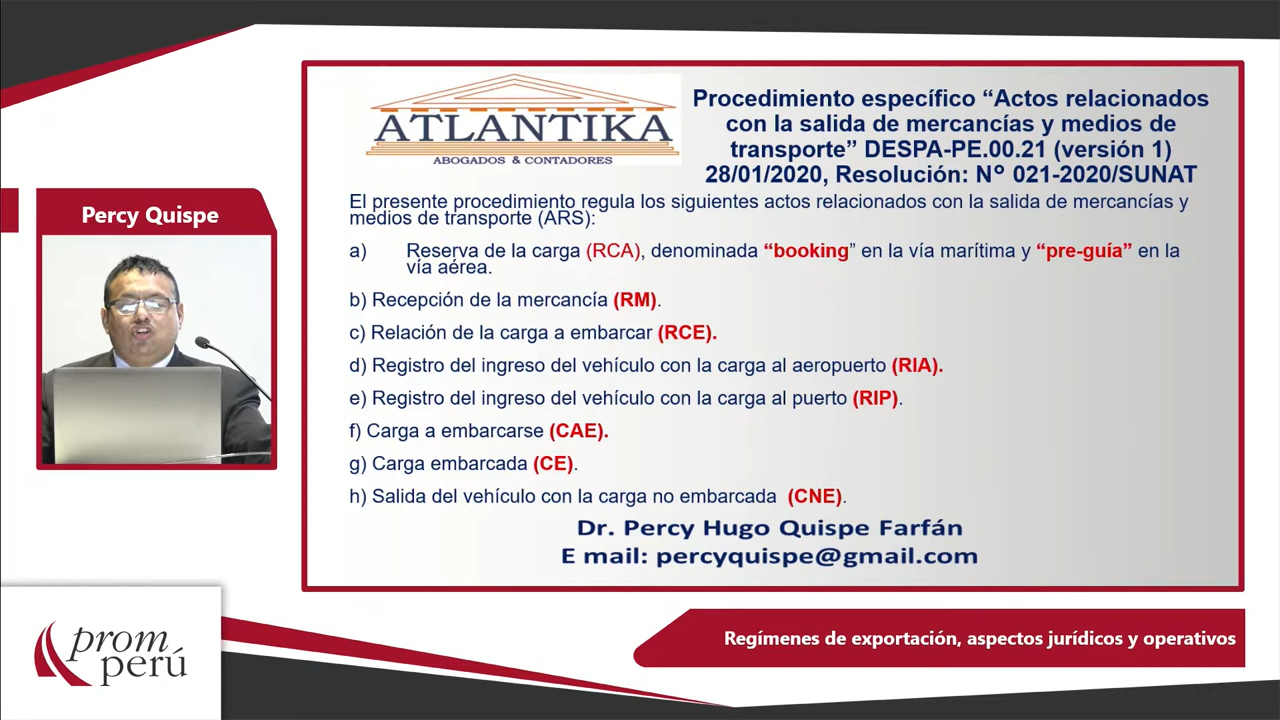 ATLANTIKA
ABOGADOS & CONTADORES
Procedimiento específico “Actos relacionados
con la salida de mercancías y medios de
transporte” DESPA-PE.00.21 (versión 1)
28/01/2020, Resolución: N° 021-2020/SUNAT
El presente procedimiento regula los siguientes actos relacionados con la salida de mercancías y
medios de transporte (ARS):
a) Reserva de la carga (RCA), denominada “booking” en la vía marítima y “pre-guía” en la
vía aérea.
b) Recepción de la mercancía (RM).
c) Relación de la carga a embarcar (RCE).
d) Registro del ingreso del vehículo con la carga al aeropuerto (RIA).
e) Registro del ingreso del vehículo con la carga al puerto (RIP).
f) Carga a embarcarse (CAE).
g) Carga embarcada (CE).
h) Salida del vehículo con la carga no embarcada (CNE).
Dr. Percy Hugo Quispe Farfán
E mail: percyquispe@gmail.com
Percy Quispe
prom
perú
Regímenes de exportación, aspectos jurídicos y operativos